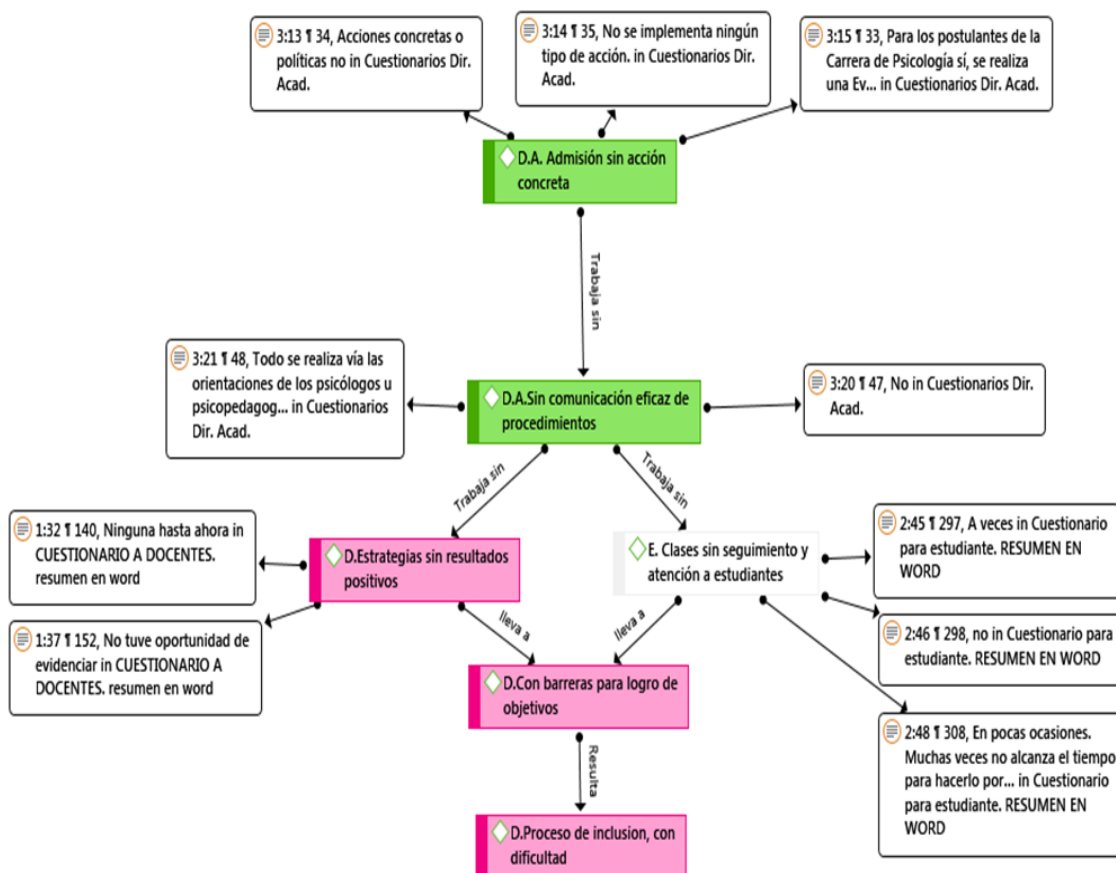 3:13 ¶ 34, Acciones concretas o
políticas no in Cuestionarios Dir.
Acad.
3:14 ¶ 35, No se implementa ningún
tipo de acción. in Cuestionarios Dir.
Acad.
3:15 ¶ 33, Para los postulantes de la
Carrera de Psicología sí, se realiza
una Ev... in Cuestionarios Dir. Acad.
D.A. Admisión sin acción
concreta
Trabaja sin
3:21 ¶ 48, Todo se realiza vía las
orientaciones de los psicólogos u
psicopedagog... in Cuestionarios
Dir. Acad.
D.A.Sin comunicación eficaz de
procedimientos
3:20 ¶ 47, No in Cuestionarios Dir.
Acad.
Trabaja sin
Trabaja sin
1:32 ¶ 140, Ninguna hasta ahora in
CUESTIONARIO A DOCENTES.
resumen en word
1:37 ¶ 152, No tuve oportunidad de
evidenciar in CUESTIONARIO A
DOCENTES. resumen en word
D.Estrategias sin resultados
positivos
E. Clases sin seguimiento y
atención a estudiantes
2:45 ¶ 297, A veces in Cuestionario
para estudiante. RESUMEN EN
WORD
2:46 ¶ 298, no in Cuestionario para
estudiante. RESUMEN EN WORD
2:48 ¶ 308, En pocas ocasiones.
Muchas veces no alcanza el tiempo
para hacerlo por... in Cuestionario
para estudiante. RESUMEN EN
WORD
lleva a
lleva a
D.Con barreras para logro de
objetivos
Resulta
D.Proceso de inclusion, con
dificultad